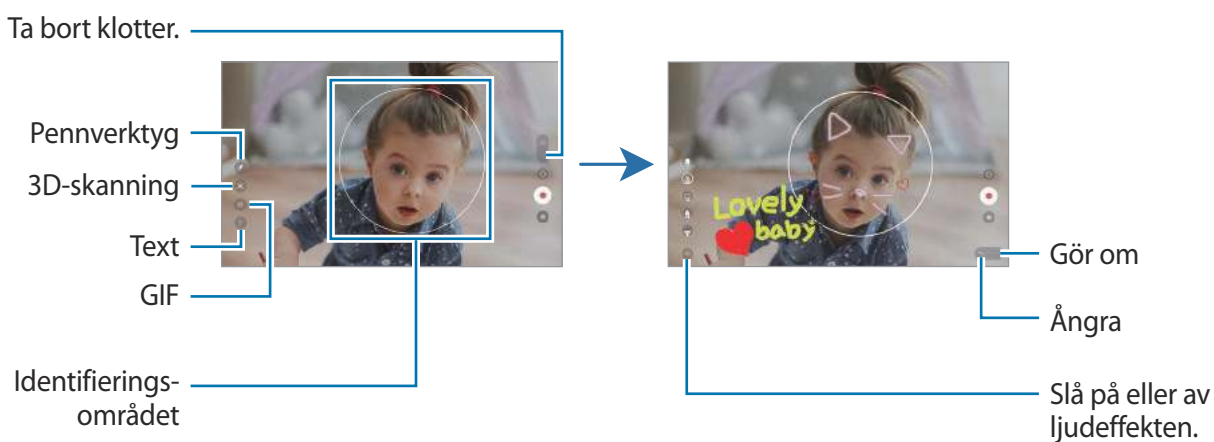 Ta bort klotter.
Pennverktyg
3D-skanning
Text
GIF
Identifierings-
området
Lovely
baby
Gör om
Ångra
Slå på eller av
ljudeffekten.